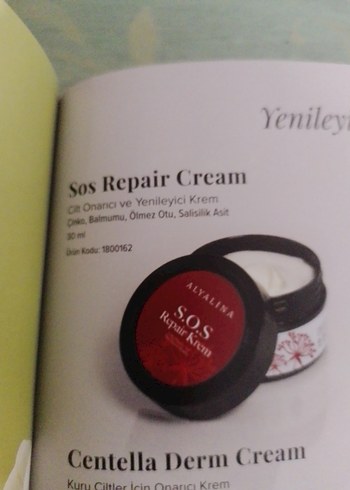 Yenileyi
Sos Repair Cream
Cilt Onarıcı ve Yenileyici Krem
Çinko, Balmumu, Ölmez Otu, Salisilik Asit
30 ml
Ürün Kodu: 1800162
ALYALINA
S.O.S
Repair Krem
Centella Derm Cream
Kuru Ciltler İçin Onarıcı Krem